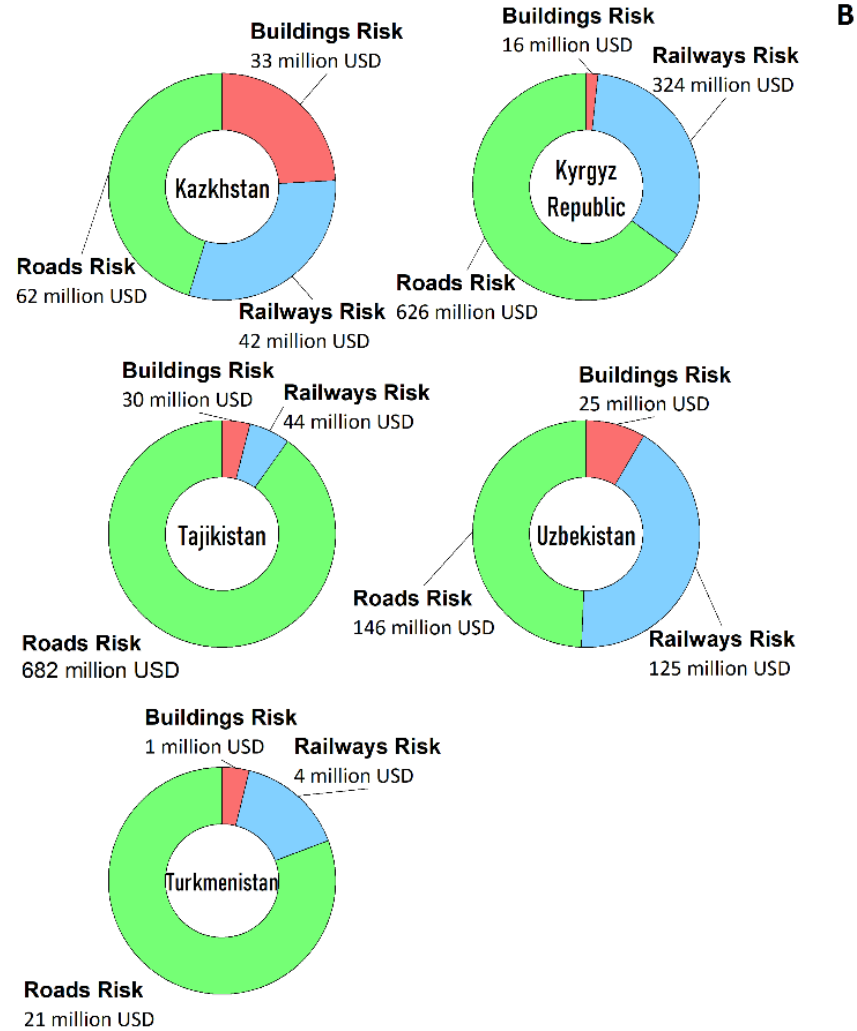 B
Buildings Risk
33 million USD
Kazkhstan
Roads Risk
62 million USD
Railways Risk
42 million USD
Buildings Risk
16 million USD
Railways Risk
324 million USD
Kyrgyz
Republic
Roads Risk
626 million USD
Buildings Risk
30 million USD
Railways Risk
44 million USD
Tajikistan
Roads Risk
682 million USD
Buildings Risk
25 million USD
Uzbekistan
Roads Risk
146 million USD
Railways Risk
125 million USD
Buildings Risk
1 million USD
Railways Risk
4 million USD
Turkmenistan
Roads Risk
21 million USD